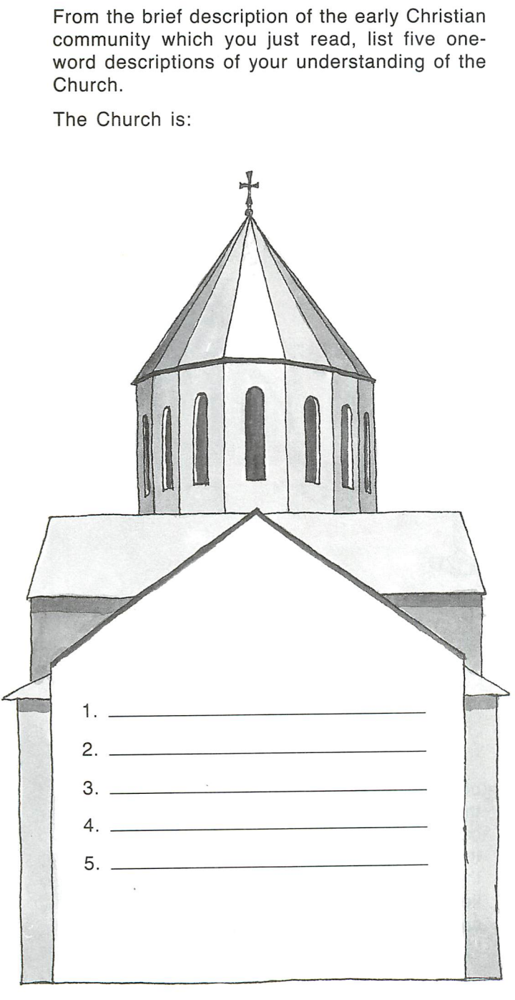 From the brief description of the early Christian
community which you just read, list five one-
word descriptions of your understanding of the
Church.
The Church is:
1.
2.
3.
4.
5.